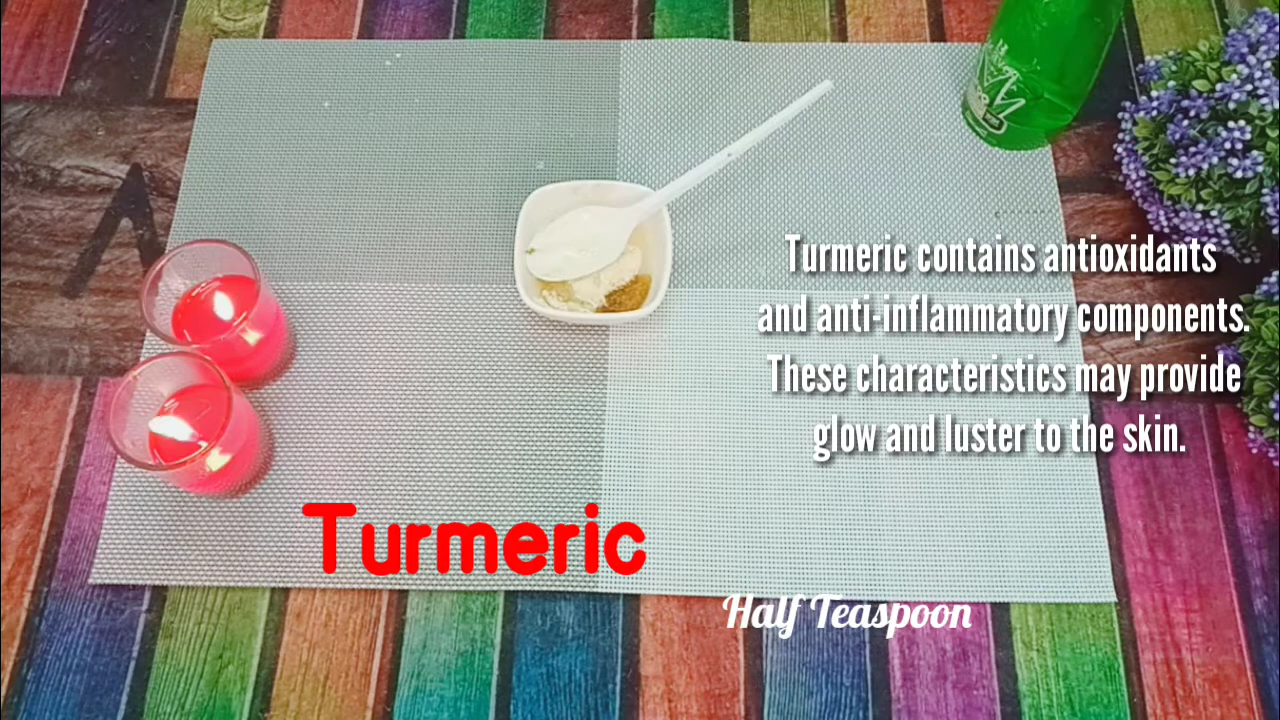 Turmeric contains antioxidants
and anti-inflammatory components.
These characteristics may provide
glow and luster to the skin.
Turmeric
Half Teaspoon